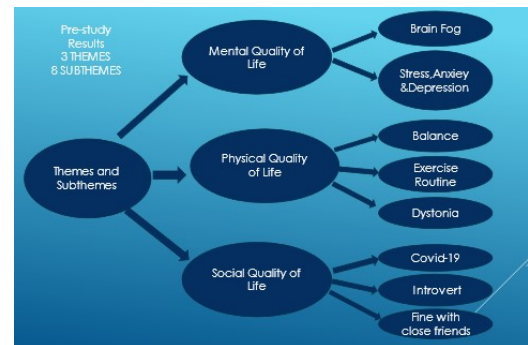 Pre-study
Results
3 THEMES
8 SUBTHEMES
Themes and
Subthemes
Mental Quality of
Life
Brain Fog
Stress,Anxiey
&Depression
Physical Quality
of Life
Balance
Exercise
Routine
Dystonia
Social Quality of
Life
Covid-19
Introvert
Fine with
close friends